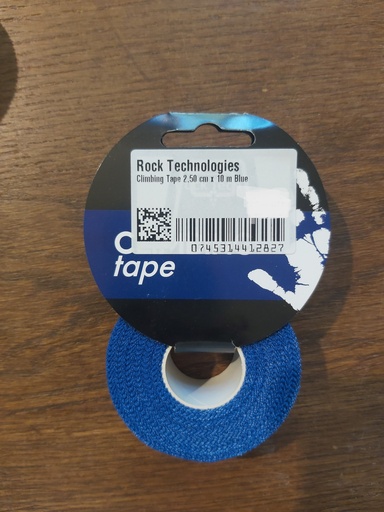 Rock Technologies
Climbing Tape 2,50 cm x 10 m Blue
0745314412827
tape